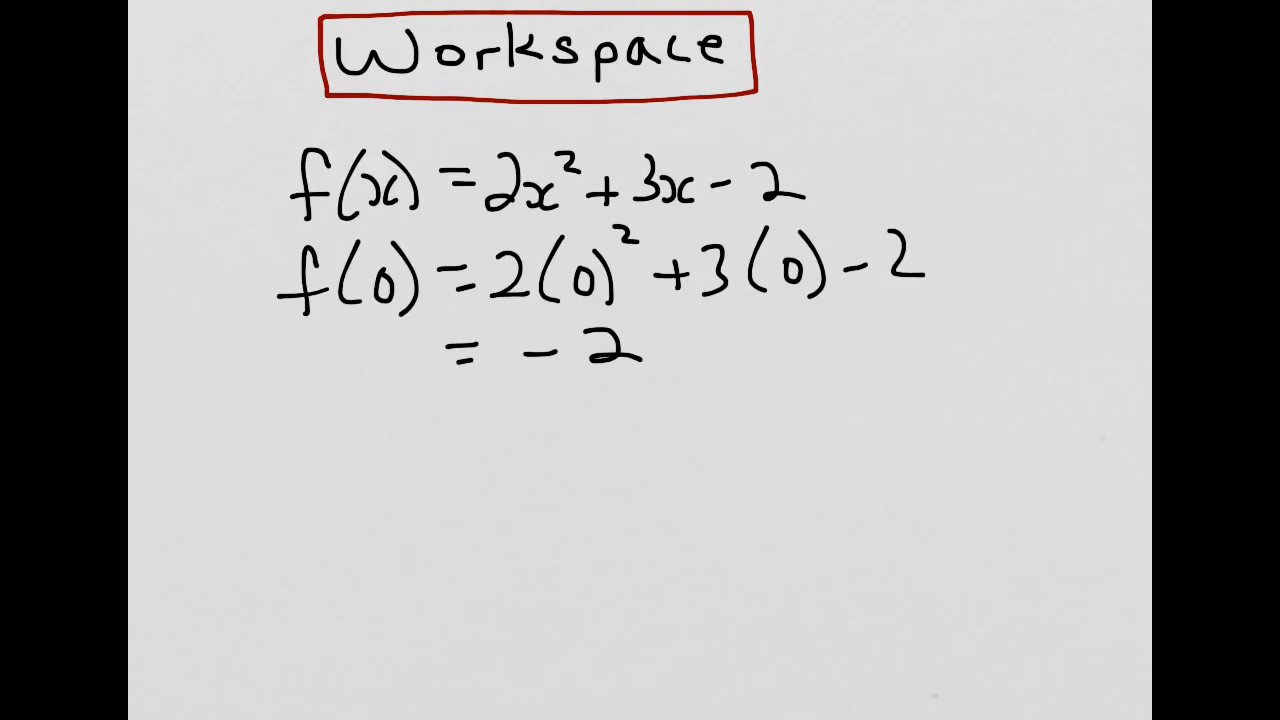 Workspace
f(x) = 2x² + 3x - 2
f(0) = 2(0)² + 3(0) - 2
= - 2